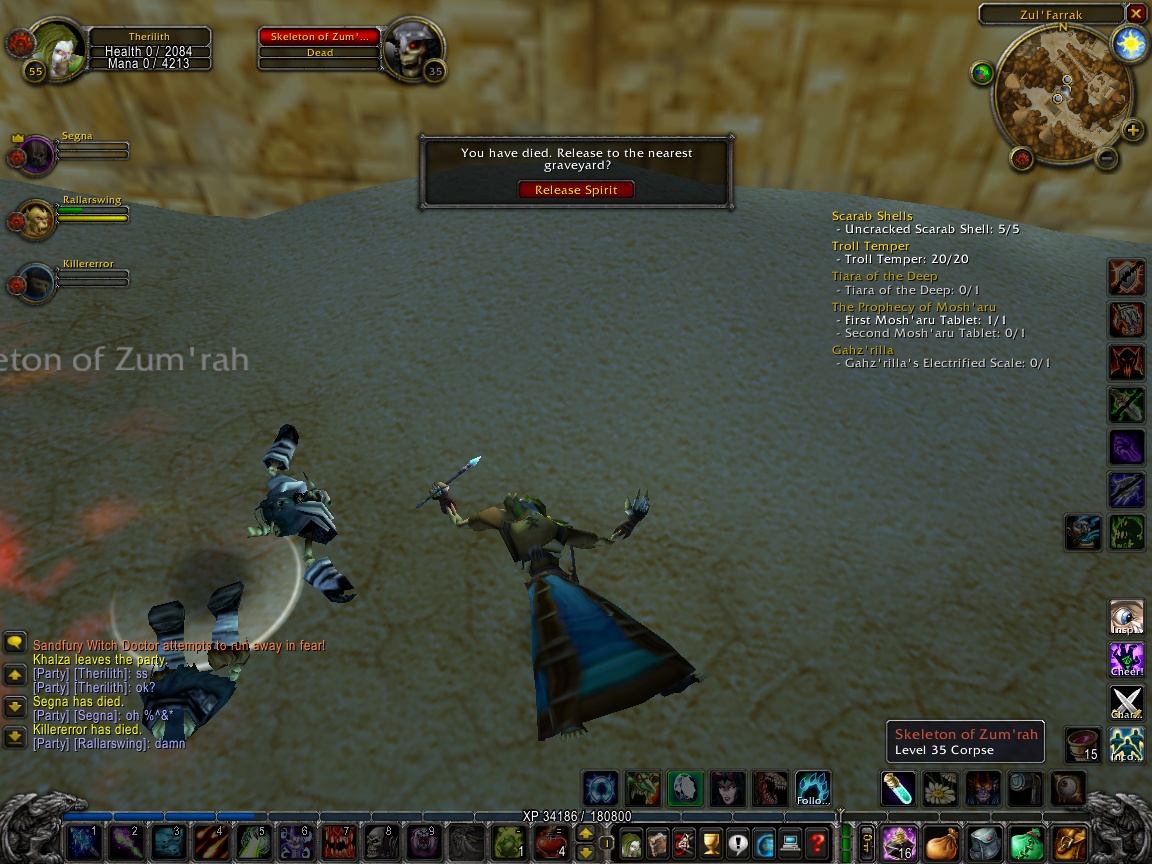 Therilith
Health 0 / 2084
Mana 0 / 4213
55
Skeleton of Zum'...
Dead
35
Zul'Farrak
N
Segna
Rallarswing
Killererror
You have died. Release to the nearest
graveyard?
Release Spirit
Scarab Shells
- Uncracked Scarab Shell: 5/5
Troll Temper
- Troll Temper: 20/20
Tiara of the Deep
- Tiara of the Deep: 0/1
The Prophecy of Mosh'aru
- First Mosh'aru Tablet: 1/1
- Second Mosh'aru Tablet: 0/1
Gahz'rilla
- Gahz'rilla's Electrified Scale: 0/1
eton of Zum'rah
Sandfury Witch Doctor attempts to run away in fear!
Khalza leaves the party.
[Party] [Therilith]: ss
[Party] [Therilith]: ok?
Segna has died.
[Party] [Segna]: oh %^&*
Killererror has died.
[Party] [Rallarswing]: damn
Insp...
Cheer!
Char...
Skeleton of Zum'rah
Level 35 Corpse
15
Inco...
Follo...
XP 34186 / 180800
1 2 3 4 5 6 7 8 9 1 4 1 16